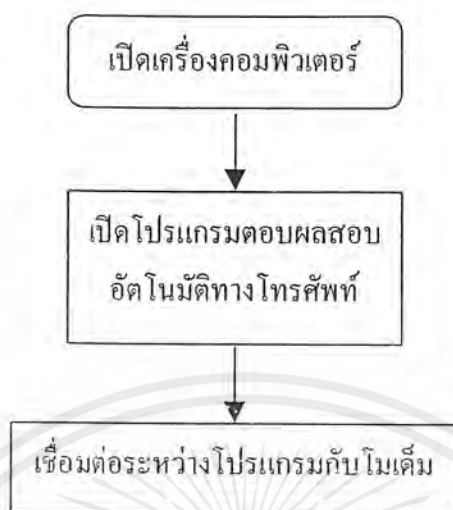 เปิดเครื่องคอมพิวเตอร์
เปิดโปรแกรมตอบผลสอบ
อัตโนมัติทางโทรศัพท์
เชื่อมต่อระหว่างโปรแกรมกับโมเด็ม